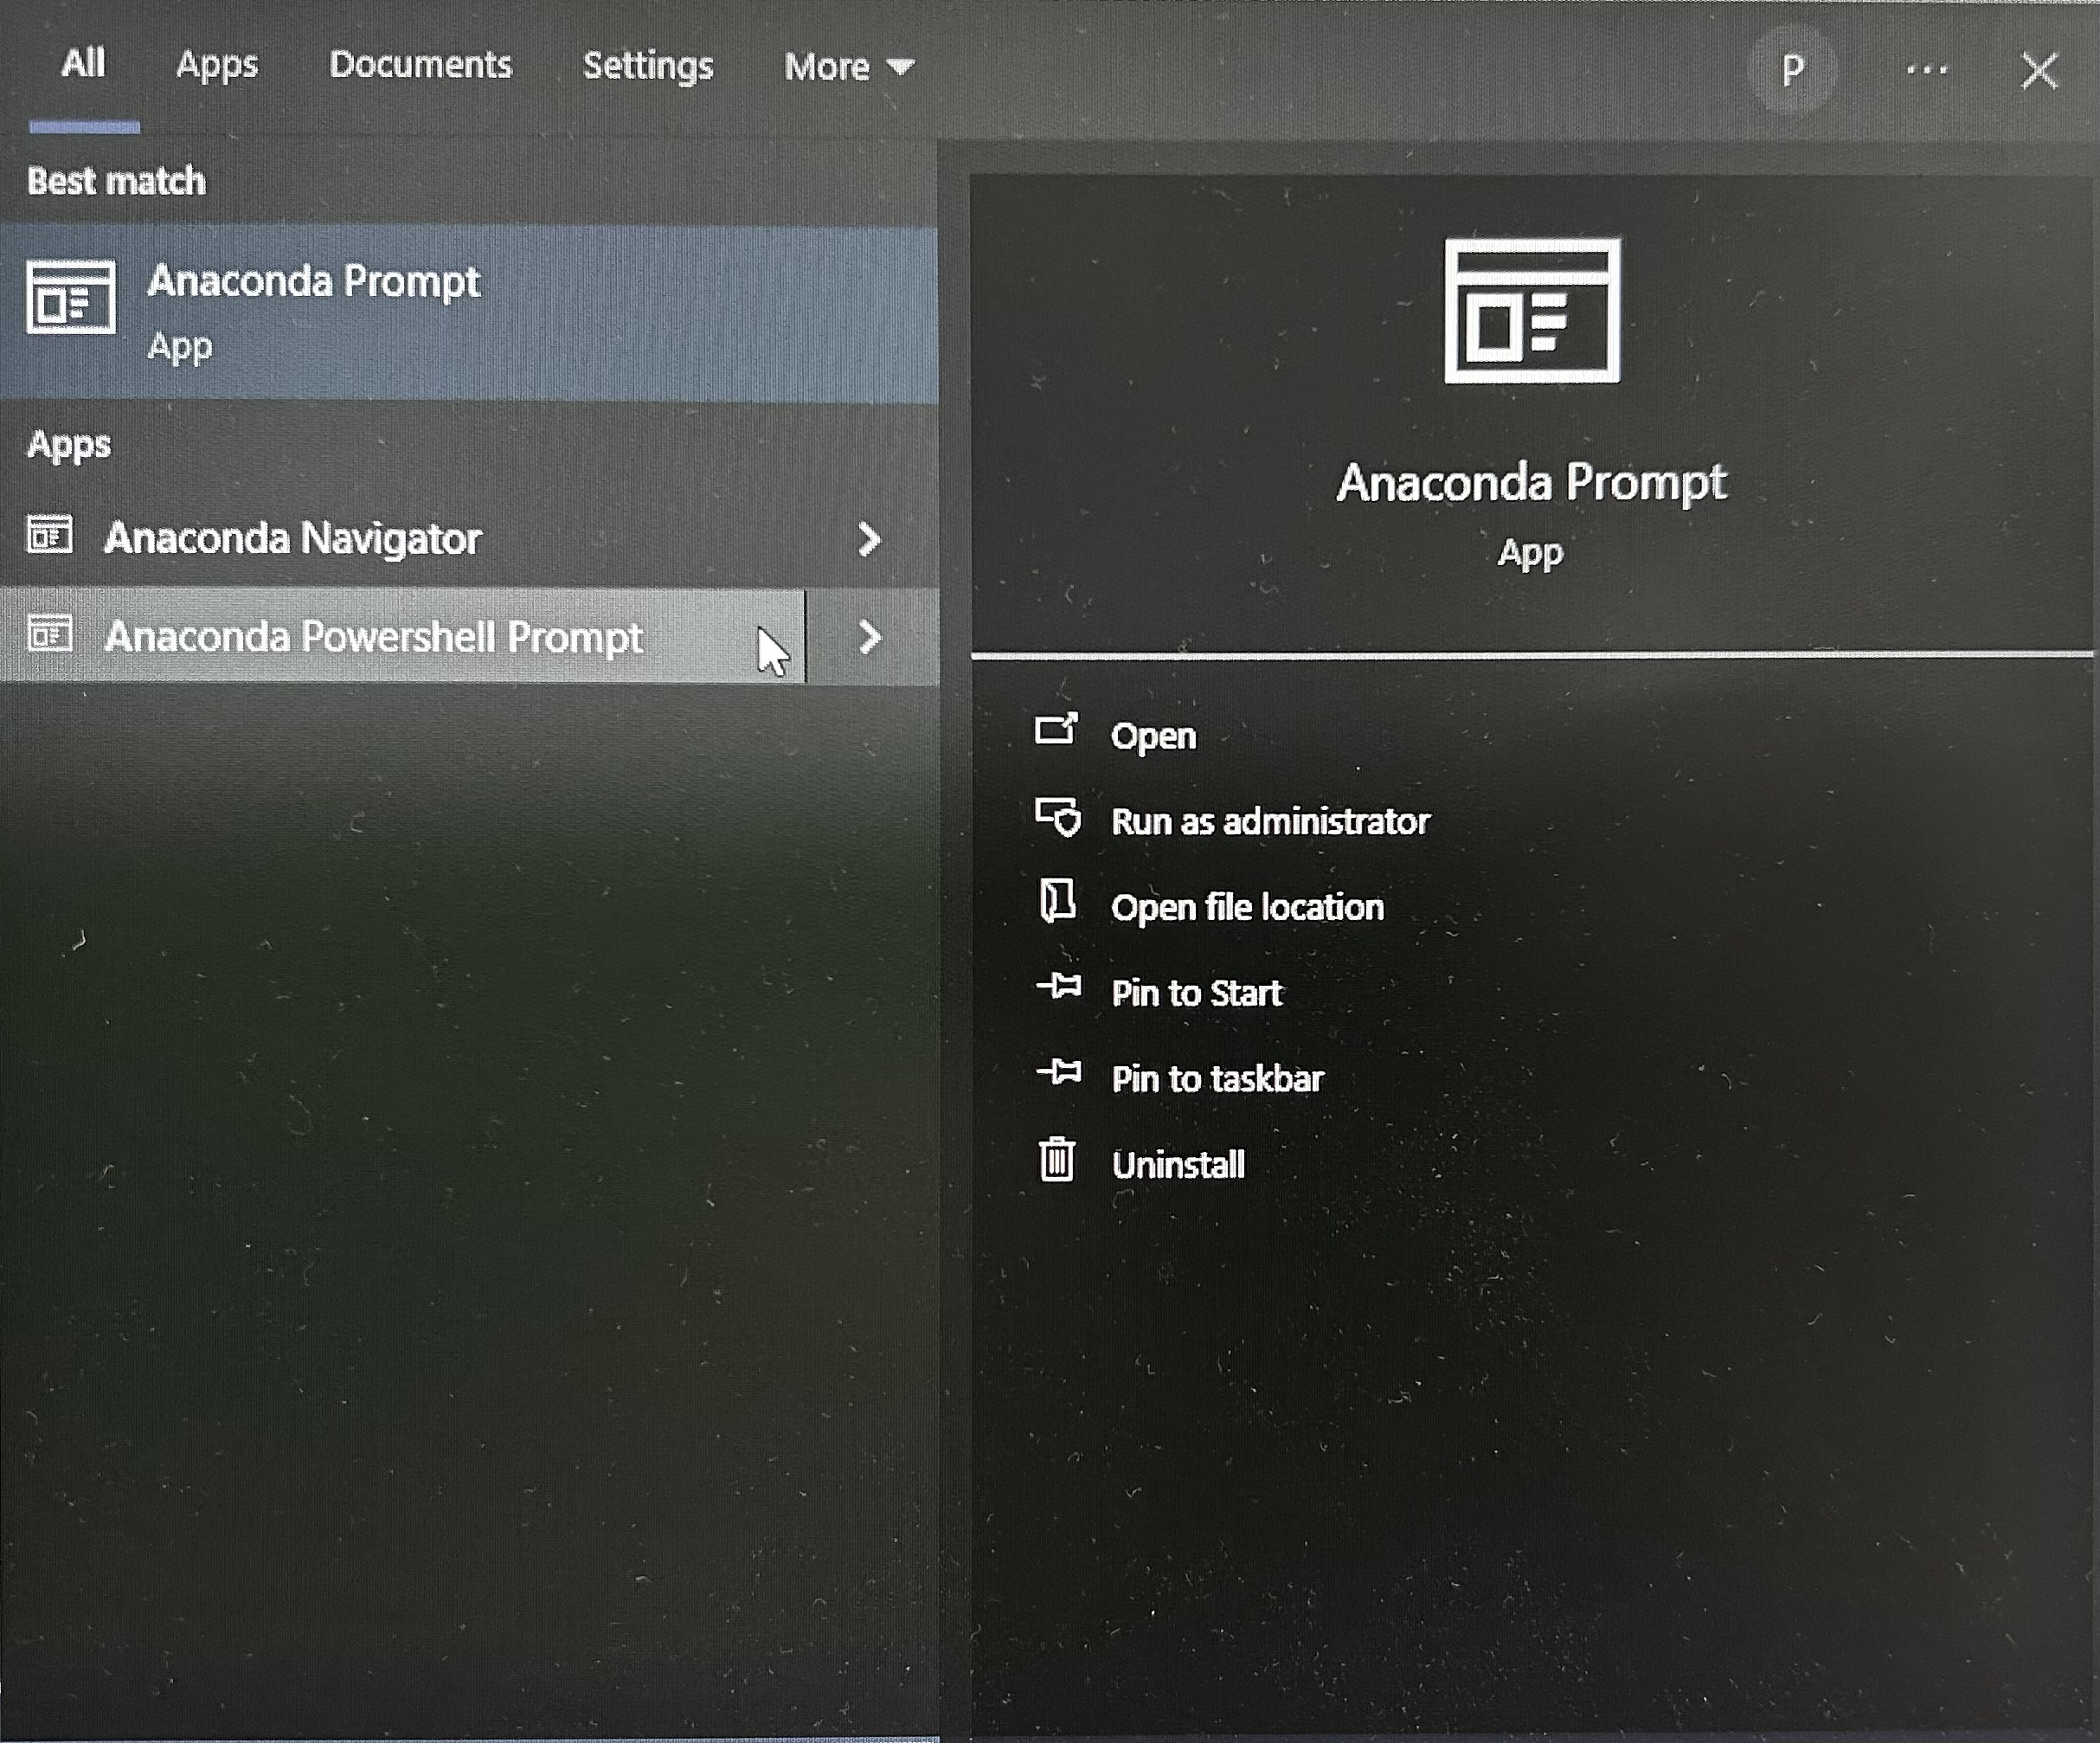 All Apps Documents Settings More P
Best match
Anaconda Prompt
App
Apps
Anaconda Navigator
Anaconda Powershell Prompt
Anaconda Prompt
App
Open
Run as administrator
Open file location
Pin to Start
Pin to taskbar
Uninstall